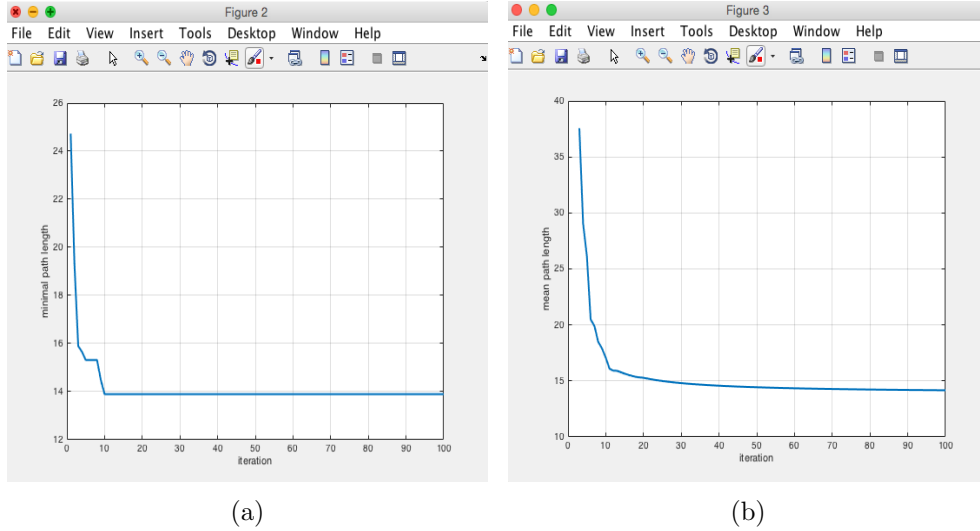 Figure 2
File Edit View Insert Tools Desktop Window Help
26
24
22
20
18
16
14
12
minimal path length
0 10 20 30 40 50 60 70 80 90 100
iteration
(a)
Figure 3
File Edit View Insert Tools Desktop Window Help
40
35
30
25
20
15
10
mean path length
0 10 20 30 40 50 60 70 80 90 100
iteration
(b)